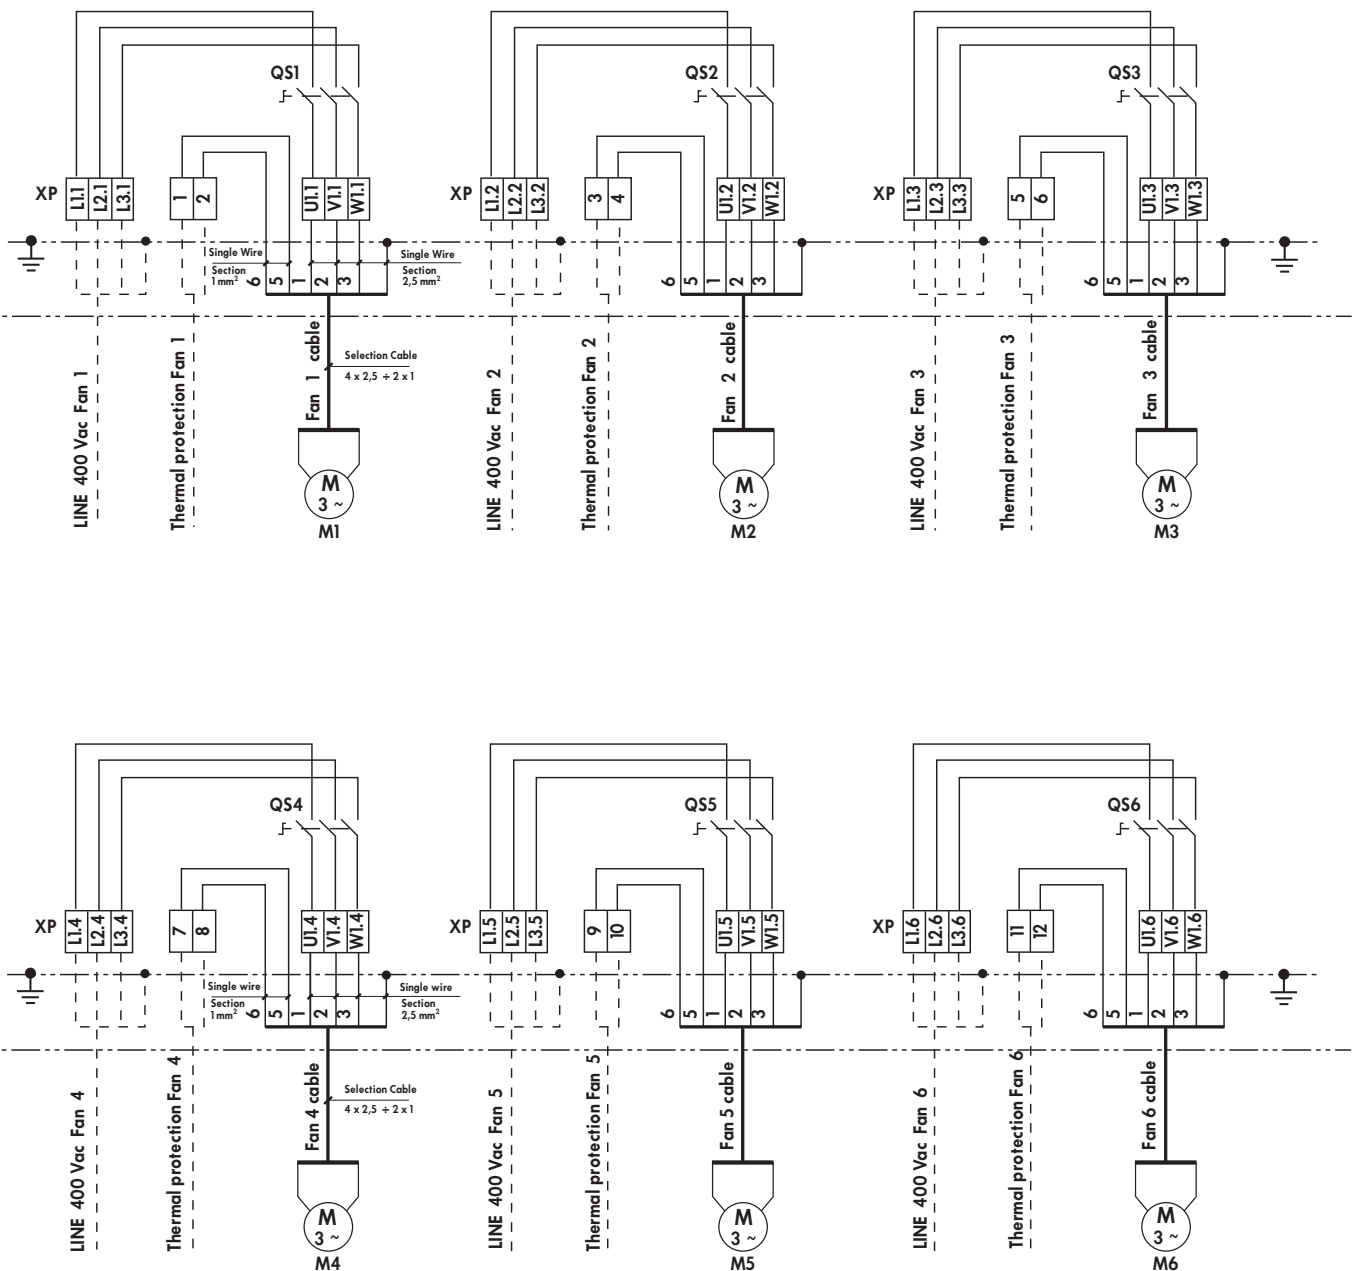 QS1
XP
L1.1
L2.1
L3.1
1
2
U1.1
V1.1
W1.1
Single Wire
Section
1mm²
Single Wire
Section
2,5 mm²
6
5
1
2
3
LINE 400 Vac Fan 1
Thermal protection Fan 1
Fan 1 cable
Selection Cable
4 x 2,5 ÷ 2 x 1
M
3 ~
M1
QS2
XP
L1.2
L2.2
L3.2
3
4
U1.2
V1.2
W1.2
6
5
1
2
3
LINE 400 Vac Fan 2
Thermal protection Fan 2
Fan 2 cable
M
3 ~
M2
QS3
XP
L1.3
L2.3
L3.3
5
6
U1.3
V1.3
W1.3
6
5
1
2
3
LINE 400 Vac Fan 3
Thermal protection Fan 3
Fan 3 cable
M
3 ~
M3
QS4
XP
L1.4
L2.4
L3.4
7
8
U1.4
V1.4
W1.4
Single wire
Section
1mm²
Single wire
Section
2,5 mm²
6
5
1
2
3
LINE 400 Vac Fan 4
Thermal protection Fan 4
Fan 4 cable
Selection Cable
4 x 2,5 ÷ 2 x 1
M
3 ~
M4
QS5
XP
L1.5
L2.5
L3.5
9
10
U1.5
V1.5
W1.5
6
5
1
2
3
LINE 400 Vac Fan 5
Thermal protection Fan 5
Fan 5 cable
M
3 ~
M5
QS6
XP
L1.6
L2.6
L3.6
11
12
U1.6
V1.6
W1.6
6
5
1
2
3
LINE 400 Vac Fan 6
Thermal protection Fan 6
Fan 6 cable
M
3 ~
M6